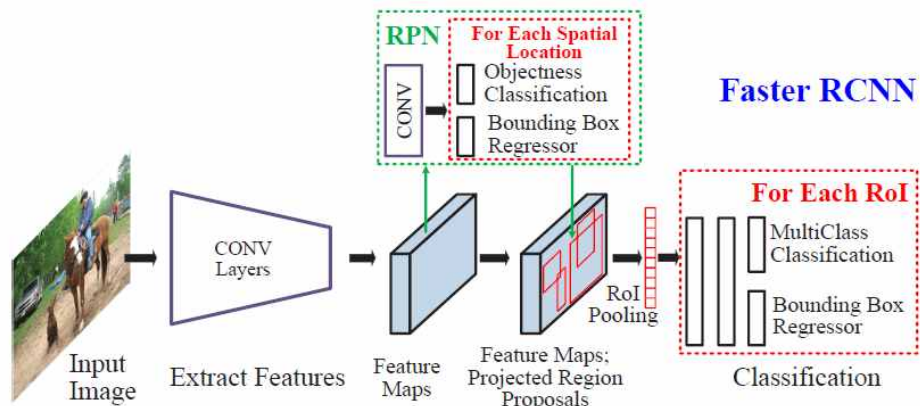 RPN
For Each Spatial
Location
CONV
Objectness
Classification
Bounding Box
Regressor
Faster RCNN
CONV
Layers
For Each RoI
MultiClass
Classification
Bounding Box
Regressor
RoI
Pooling
Input
Image
Extract Features
Feature
Maps
Feature Maps;
Projected Region
Proposals
Classification